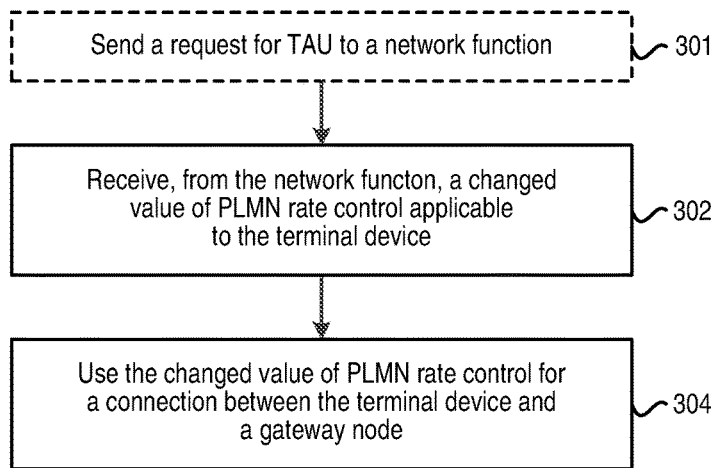 Send a request for TAU to a network function
301
Receive, from the network functon, a changed
value of PLMN rate control applicable
to the terminal device
302
Use the changed value of PLMN rate control for
a connection between the terminal device and
a gateway node
304